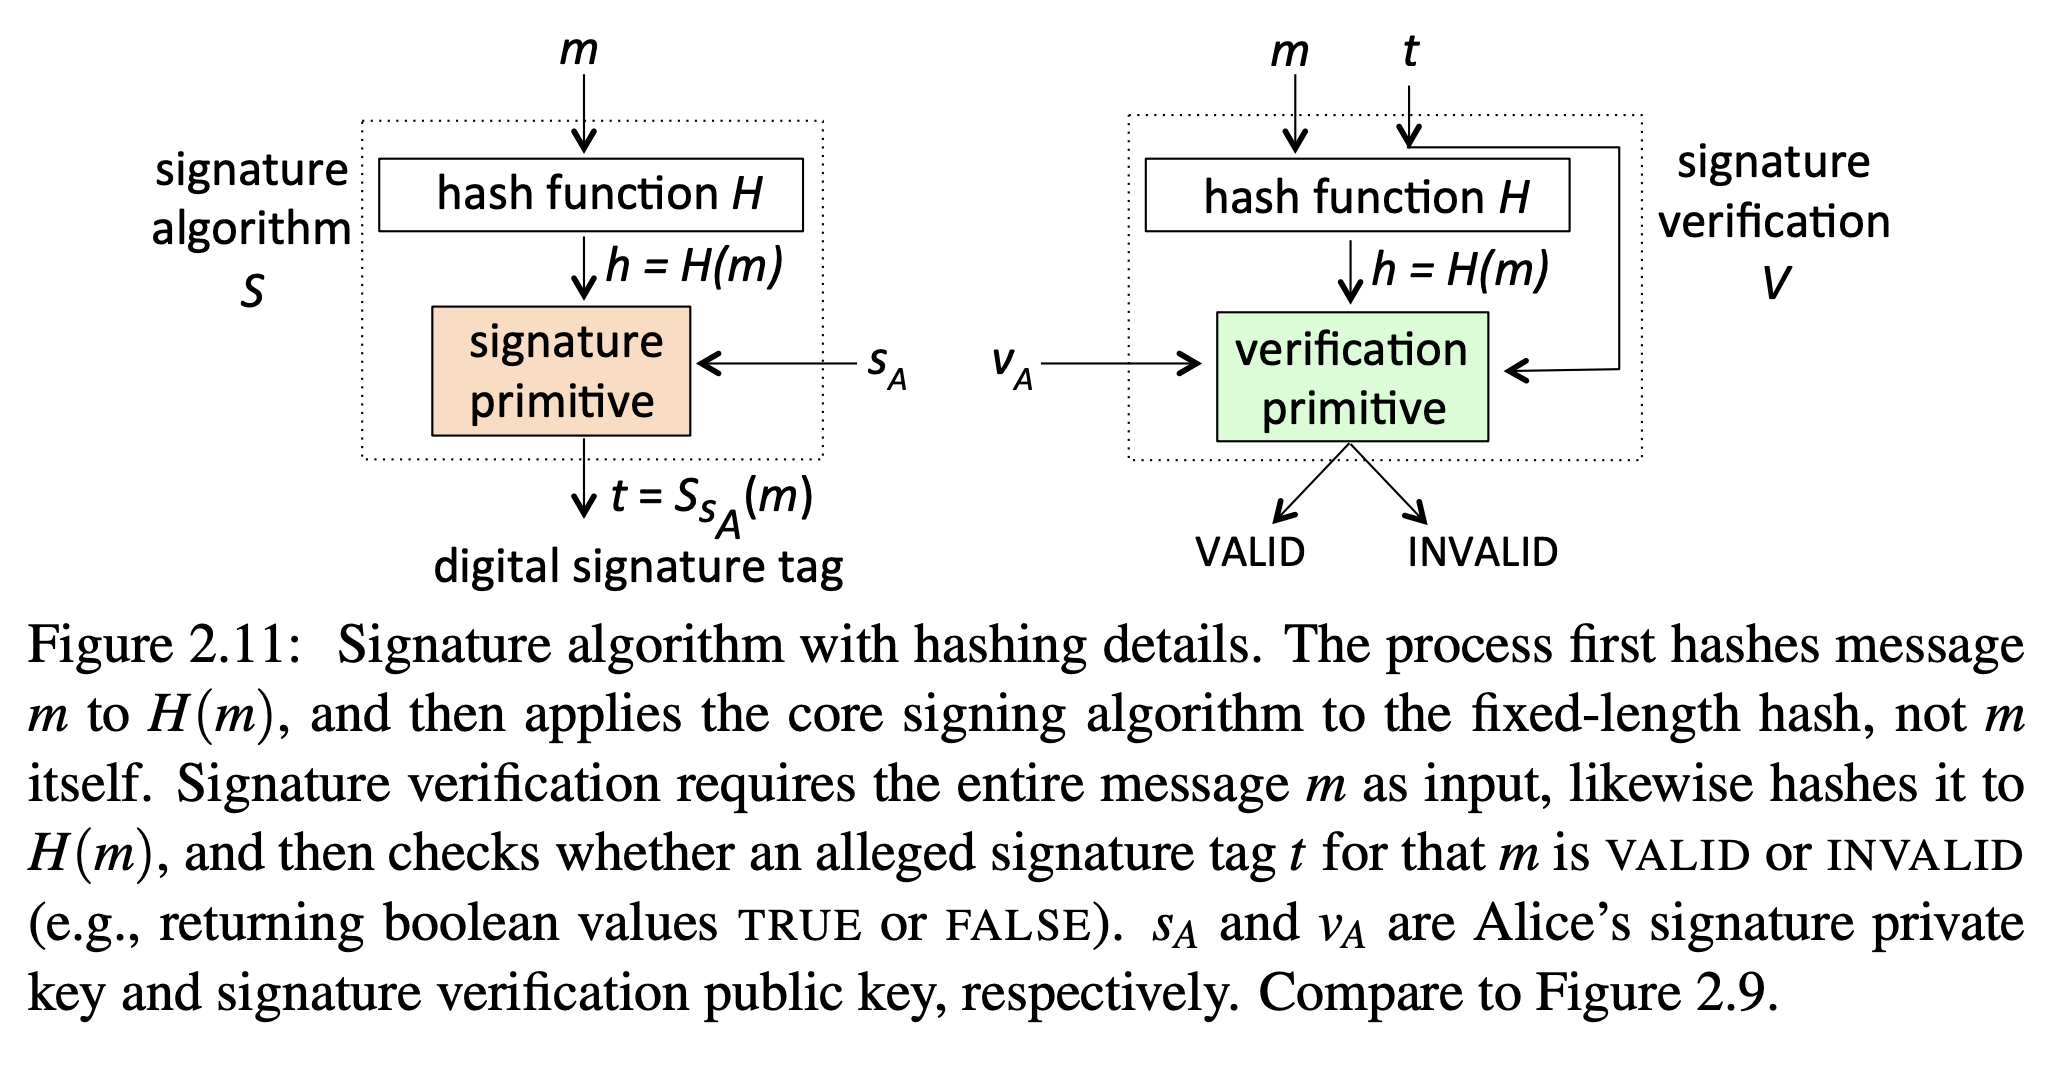 m
signature
algorithm
S
hash function H
h = H(m)
signature
primitive
s_A
t = S_{s_A}(m)
digital signature tag
m t
hash function H
h = H(m)
signature
verification
V
v_A
verification
primitive
VALID INVALID
Figure 2.11: Signature algorithm with hashing details. The process first hashes message
m to H(m), and then applies the core signing algorithm to the fixed-length hash, not m
itself. Signature verification requires the entire message m as input, likewise hashes it to
H(m), and then checks whether an alleged signature tag t for that m is VALID or INVALID
(e.g., returning boolean values TRUE or FALSE). s_A and v_A are Alice’s signature private
key and signature verification public key, respectively. Compare to Figure 2.9.